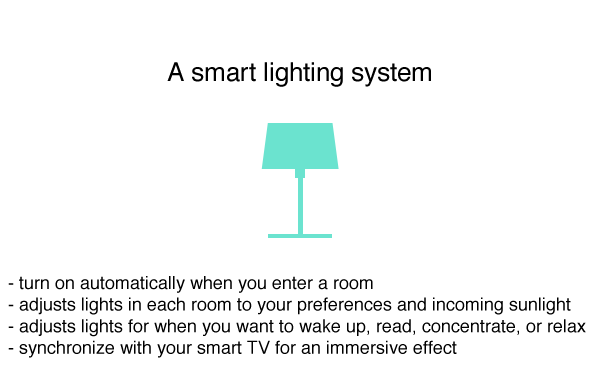 A smart lighting system
- turn on automatically when you enter a room
- adjusts lights in each room to your preferences and incoming sunlight
- adjusts lights for when you want to wake up, read, concentrate, or relax
- synchronize with your smart TV for an immersive effect